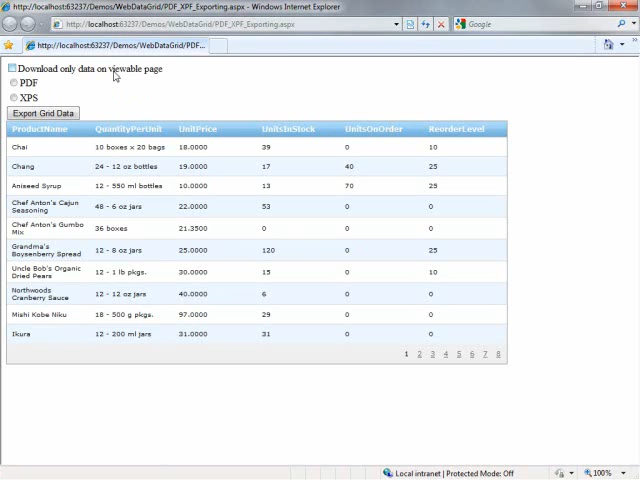 http://localhost:63237/Demos/WebDataGrid/PDF_XPF_Exporting.aspx - Windows Internet Explorer
http://localhost:63237/Demos/WebDataGrid/PDF_XPF_Exporting.aspx
Google
http://localhost:63237/Demos/WebDataGrid/PDF...
Download only data on viewable page
PDF
XPS
Export Grid Data
ProductName QuantityPerUnit UnitPrice UnitsInStock UnitsOnOrder ReorderLevel
Chai 10 boxes x 20 bags 18.0000 39 0 10
Chang 24 - 12 oz bottles 19.0000 17 40 25
Aniseed Syrup 12 - 550 ml bottles 10.0000 13 70 25
Chef Anton's Cajun
Seasoning 48 - 6 oz jars 22.0000 53 0 0
Chef Anton's Gumbo
Mix 36 boxes 21.3500 0 0 0
Grandma's
Boysenberry Spread 12 - 8 oz jars 25.0000 120 0 25
Uncle Bob's Organic
Dried Pears 12 - 1 lb pkgs. 30.0000 15 0 10
Northwoods
Cranberry Sauce 12 - 12 oz jars 40.0000 6 0 0
Mishi Kobe Niku 18 - 500 g pkgs. 97.0000 29 0 0
Ikura 12 - 200 ml jars 31.0000 31 0 0
1 2 3 4 5 6 7 8
Local intranet | Protected Mode: Off
100%